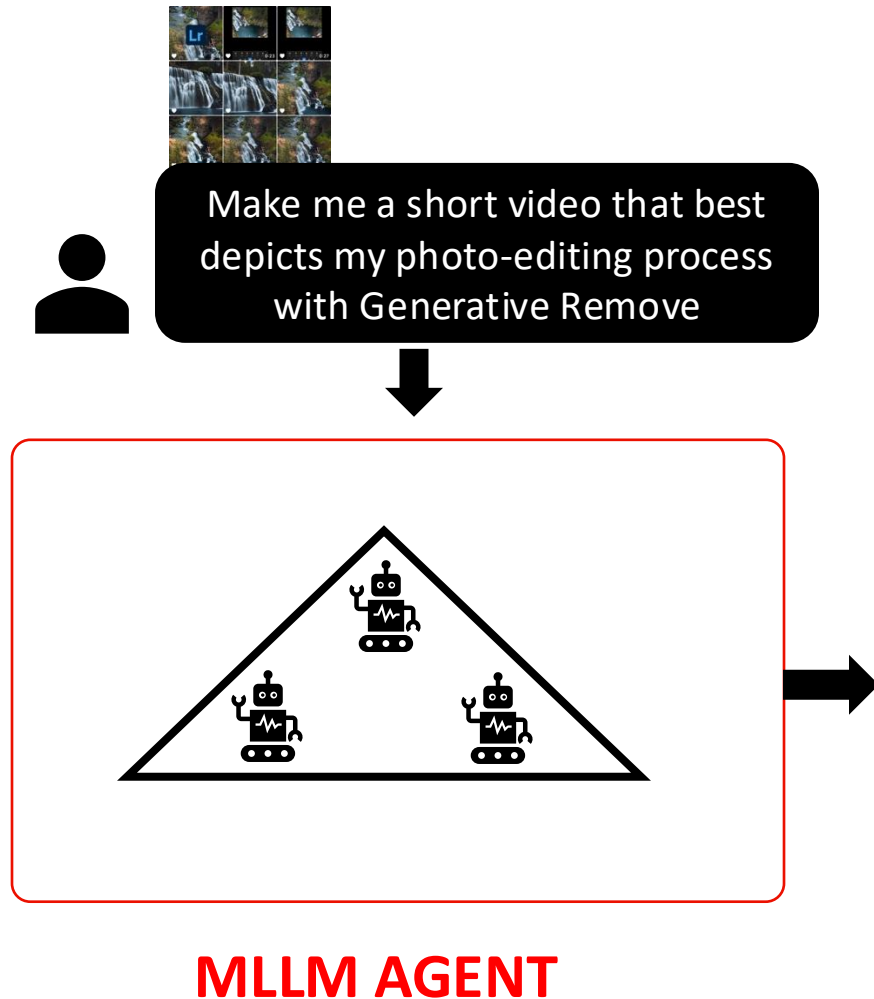 Lr
Make me a short video that best
depicts my photo-editing process
with Generative Remove
MLLM AGENT